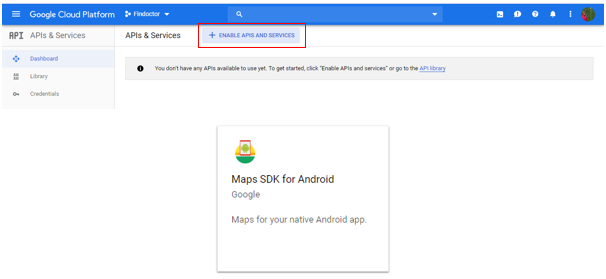 Google Cloud Platform Findoctor
API APIs & Services APIs & Services + ENABLE APIS AND SERVICES
Dashboard
You don't have any APIs available to use yet. To get started, click "Enable APIs and services" or go to the API library
Library
Credentials
Maps SDK for Android
Google
Maps for your native Android app.